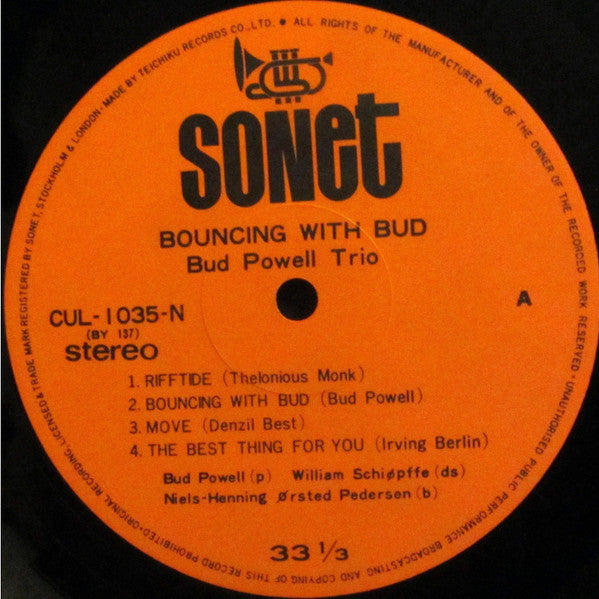 ORIGINAL RECORDING, LICENSED & TRADE MARK REGISTERED BY SONET, STOCKHOLM & LONDON-MADE BY TEICHIKU RECORDS CO.,LTD. • ALL RIGHTS OF THE MANUFACTURER AND OF THE OWNER OF THE RECORDED WORK RESERVED-UNAUTHORISED PUBLIC PERFORMANCE BROADCASTING AND COPYING OF THIS RECORD PROHIBITED•
SONET
BOUNCING WITH BUD
Bud Powell Trio
A
CUL-1035-N
(BY 137)
stereo
1. RIFFTIDE (Thelonious Monk)
2. BOUNCING WITH BUD (Bud Powell)
3. MOVE (Denzil Best)
4. THE BEST THING FOR YOU (Irving Berlin)
Bud Powell (p) William Schiøpffe (ds)
Niels-Henning Ørsted Pedersen (b)
33 1/3